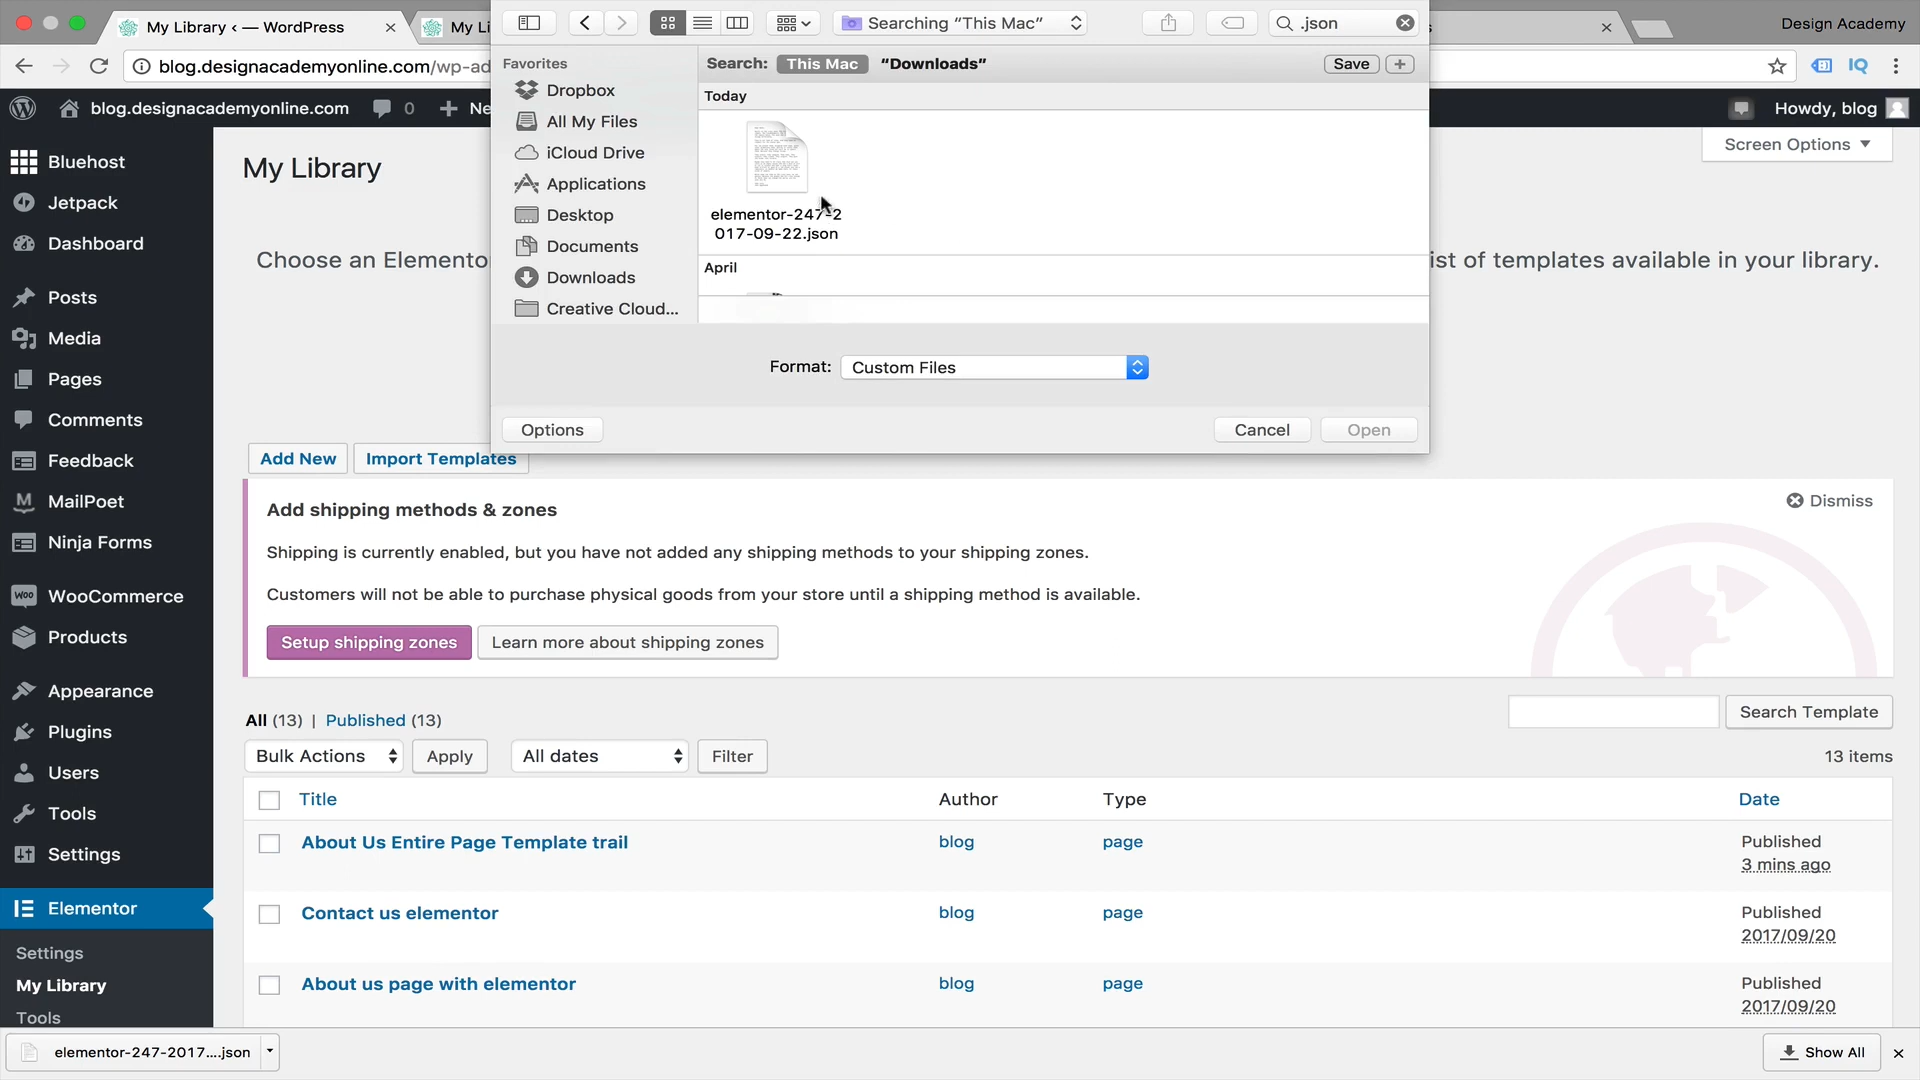 My Library ‹ — WordPress
My Li
Searching “This Mac”
.json
s
Design Academy
blog.designacademyonline.com/wp-ad
Favorites
Search: This Mac “Downloads”
Save
+
Today
Dropbox
All My Files
iCloud Drive
Applications
Desktop
Documents
Downloads
Creative Cloud...
elementor-247-2
017-09-22.json
April
Format: Custom Files
Options
Cancel
Open
blog.designacademyonline.com
0
Ne
Howdy, blog
Screen Options
Bluehost
Jetpack
Dashboard
Posts
Media
Pages
Comments
Feedback
MailPoet
Ninja Forms
WooCommerce
Products
Appearance
Plugins
Users
Tools
Settings
Elementor
Settings
My Library
Tools
My Library
Choose an Elemento
ist of templates available in your library.
Add New
Import Templates
Add shipping methods & zones
Dismiss
Shipping is currently enabled, but you have not added any shipping methods to your shipping zones.
Customers will not be able to purchase physical goods from your store until a shipping method is available.
Setup shipping zones
Learn more about shipping zones
All (13) | Published (13)
Search Template
Bulk Actions
Apply
All dates
Filter
13 items
Title Author Type Date
About Us Entire Page Template trail blog page Published
3 mins ago
Contact us elementor blog page Published
2017/09/20
About us page with elementor blog page Published
2017/09/20
elementor-247-2017....json
Show All